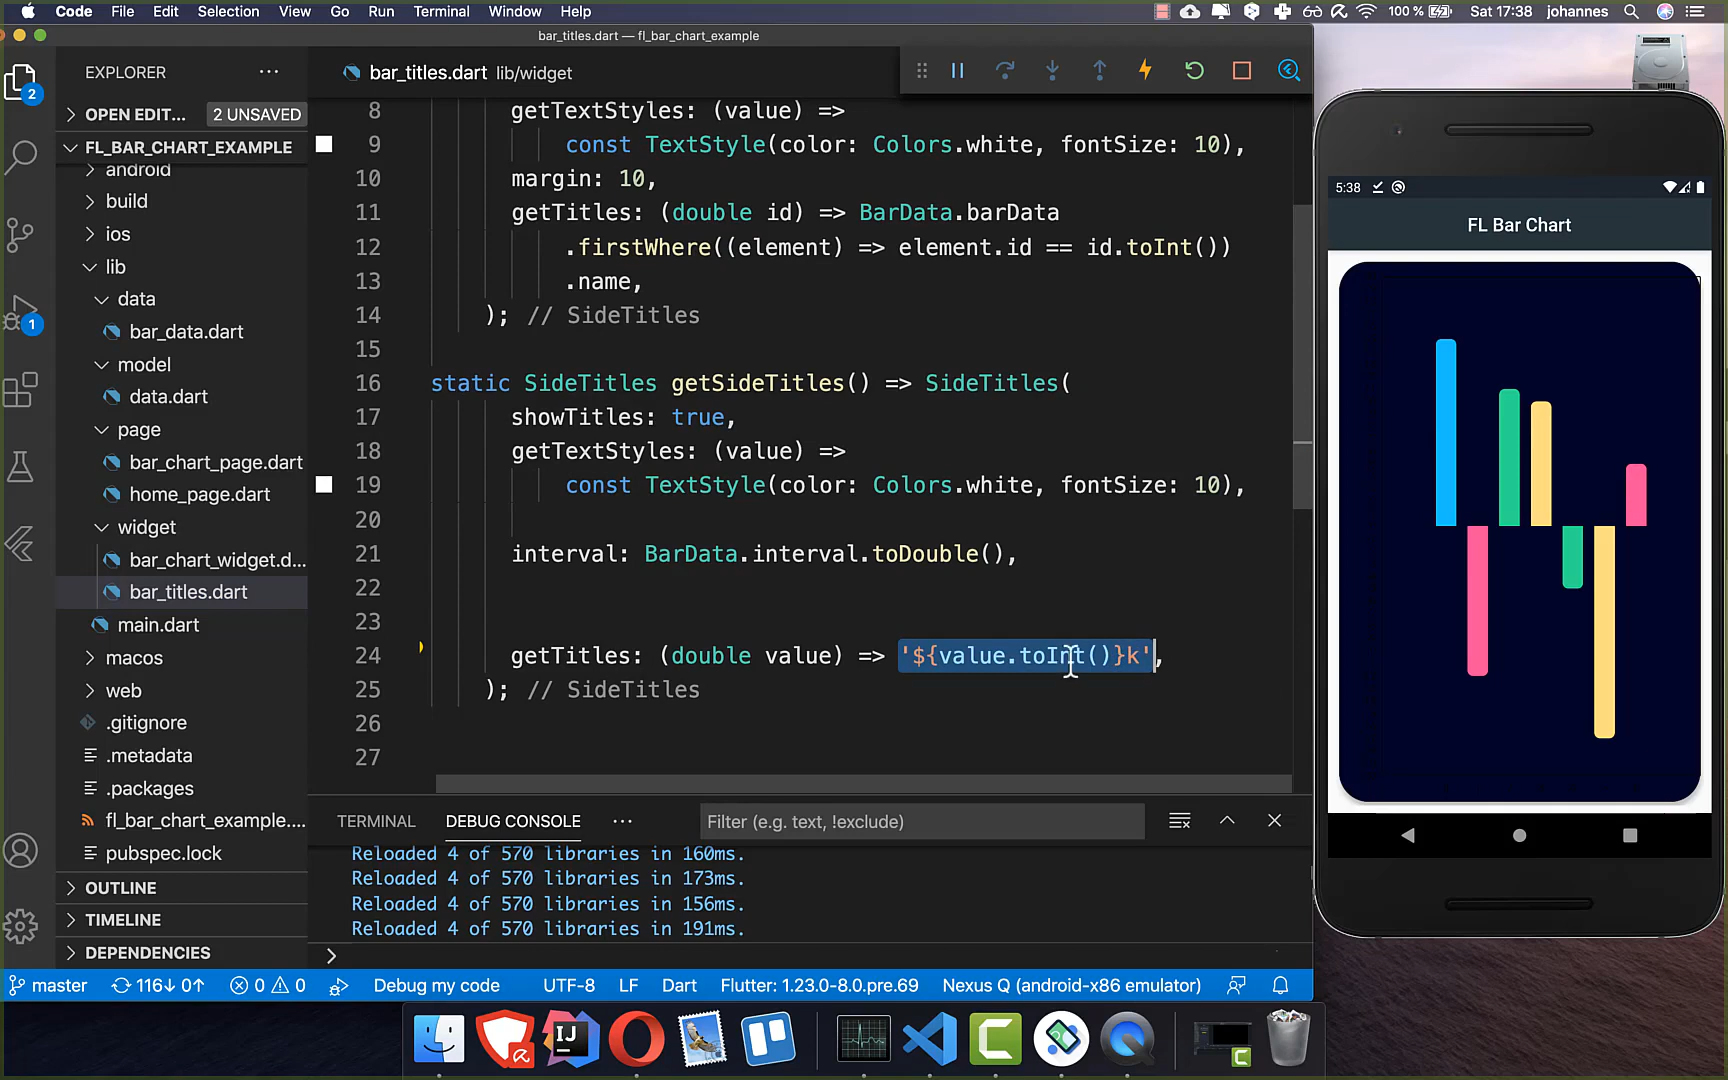 Code File Edit Selection View Go Run Terminal Window Help 100 % Sat 17:38 johannes
bar_titles.dart — fl_bar_chart_example
EXPLORER
bar_titles.dart lib/widget
OPEN EDIT... 2 UNSAVED
FL_BAR_CHART_EXAMPLE
android
build
ios
lib
data
bar_data.dart
model
data.dart
page
bar_chart_page.dart
home_page.dart
widget
bar_chart_widget.d...
bar_titles.dart
main.dart
macos
web
.gitignore
.metadata
.packages
fl_bar_chart_example....
pubspec.lock
OUTLINE
TIMELINE
DEPENDENCIES
2
1
8 getTextStyles: (value) =>
9 const TextStyle(color: Colors.white, fontSize: 10),
10 margin: 10,
11 getTitles: (double id) => BarData.barData
12 .firstWhere((element) => element.id == id.toInt())
13 .name,
14 ); // SideTitles
15
16 static SideTitles getSideTitles() => SideTitles(
17 showTitles: true,
18 getTextStyles: (value) =>
19 const TextStyle(color: Colors.white, fontSize: 10),
20
21 interval: BarData.interval.toDouble(),
22
23
24 getTitles: (double value) => '${value.toInt()}k',
25 ); // SideTitles
26
27
TERMINAL DEBUG CONSOLE ... Filter (e.g. text, !exclude)
Reloaded 4 of 570 libraries in 160ms.
Reloaded 4 of 570 libraries in 173ms.
Reloaded 4 of 570 libraries in 156ms.
Reloaded 4 of 570 libraries in 191ms.
>
master 116↓ 0↑ 0 0 Debug my code UTF-8 LF Dart Flutter: 1.23.0-8.0.pre.69 Nexus Q (android-x86 emulator)
5:38
FL Bar Chart
IJ